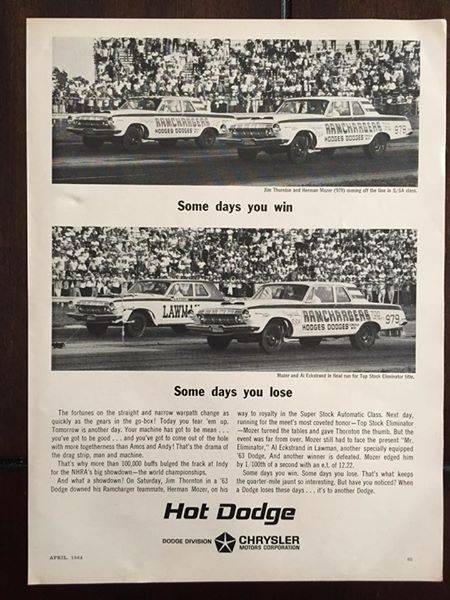 RAMCHARGERS
HODGES DODGES
RAMCHARGERS
HODGES DODGES
979
Jim Thornton and Herman Mozer (979) coming off the line in S/SA class.
Some days you win
LAWMAN
RAMCHARGERS
HODGES DODGES
979
Mozer and Al Eckstrand in final run for Top Stock Eliminator title.
Some days you lose
The fortunes on the straight and narrow warpath change as
quickly as the gears in the go-box! Today you tear 'em up.
Tomorrow is another day. Your machine has got to be mean . . .
you've got to be good . . . and you've got to come out of the hole
with more togetherness than Amos and Andy! That's the drama of
the drag strip, man and machine.
That's why more than 100,000 buffs bulged the track at Indy
for the NHRA's big showdown—the world championships.
And what a showdown! On Saturday, Jim Thornton in a '63
Dodge downed his Ramcharger teammate, Herman Mozer, on his
way to royalty in the Super Stock Automatic Class. Next day,
running for the meet's most coveted honor—Top Stock Eliminator
—Mozer turned the tables and gave Thornton the thumb. But the
event was far from over. Mozer still had to face the present "Mr.
Eliminator," Al Eckstrand in Lawman, another specially equipped
'63 Dodge. And another winner is defeated. Mozer edged him
by 1/100th of a second with an e.t. of 12.22.
Some days you win. Some days you lose. That's what keeps
the quarter-mile jaunt so interesting. But have you noticed? When
a Dodge loses these days . . . it's to another Dodge.
Hot Dodge
DODGE DIVISION CHRYSLER
MOTORS CORPORATION
APRIL, 1964